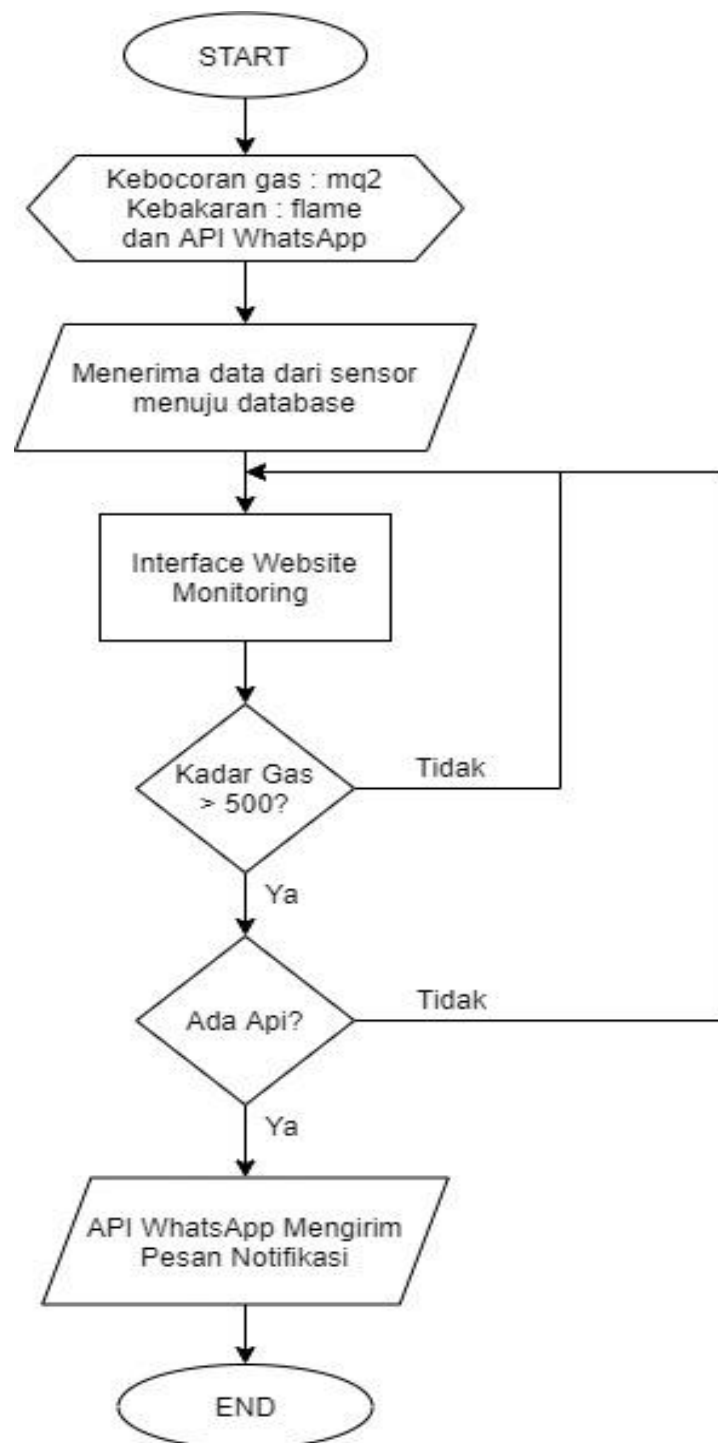 START
Kebocoran gas : mq2
Kebakaran : flame
dan API WhatsApp
Menerima data dari sensor
menuju database
Interface Website
Monitoring
Kadar Gas
> 500?
Tidak
Ya
Ada Api?
Tidak
Ya
API WhatsApp Mengirim
Pesan Notifikasi
END